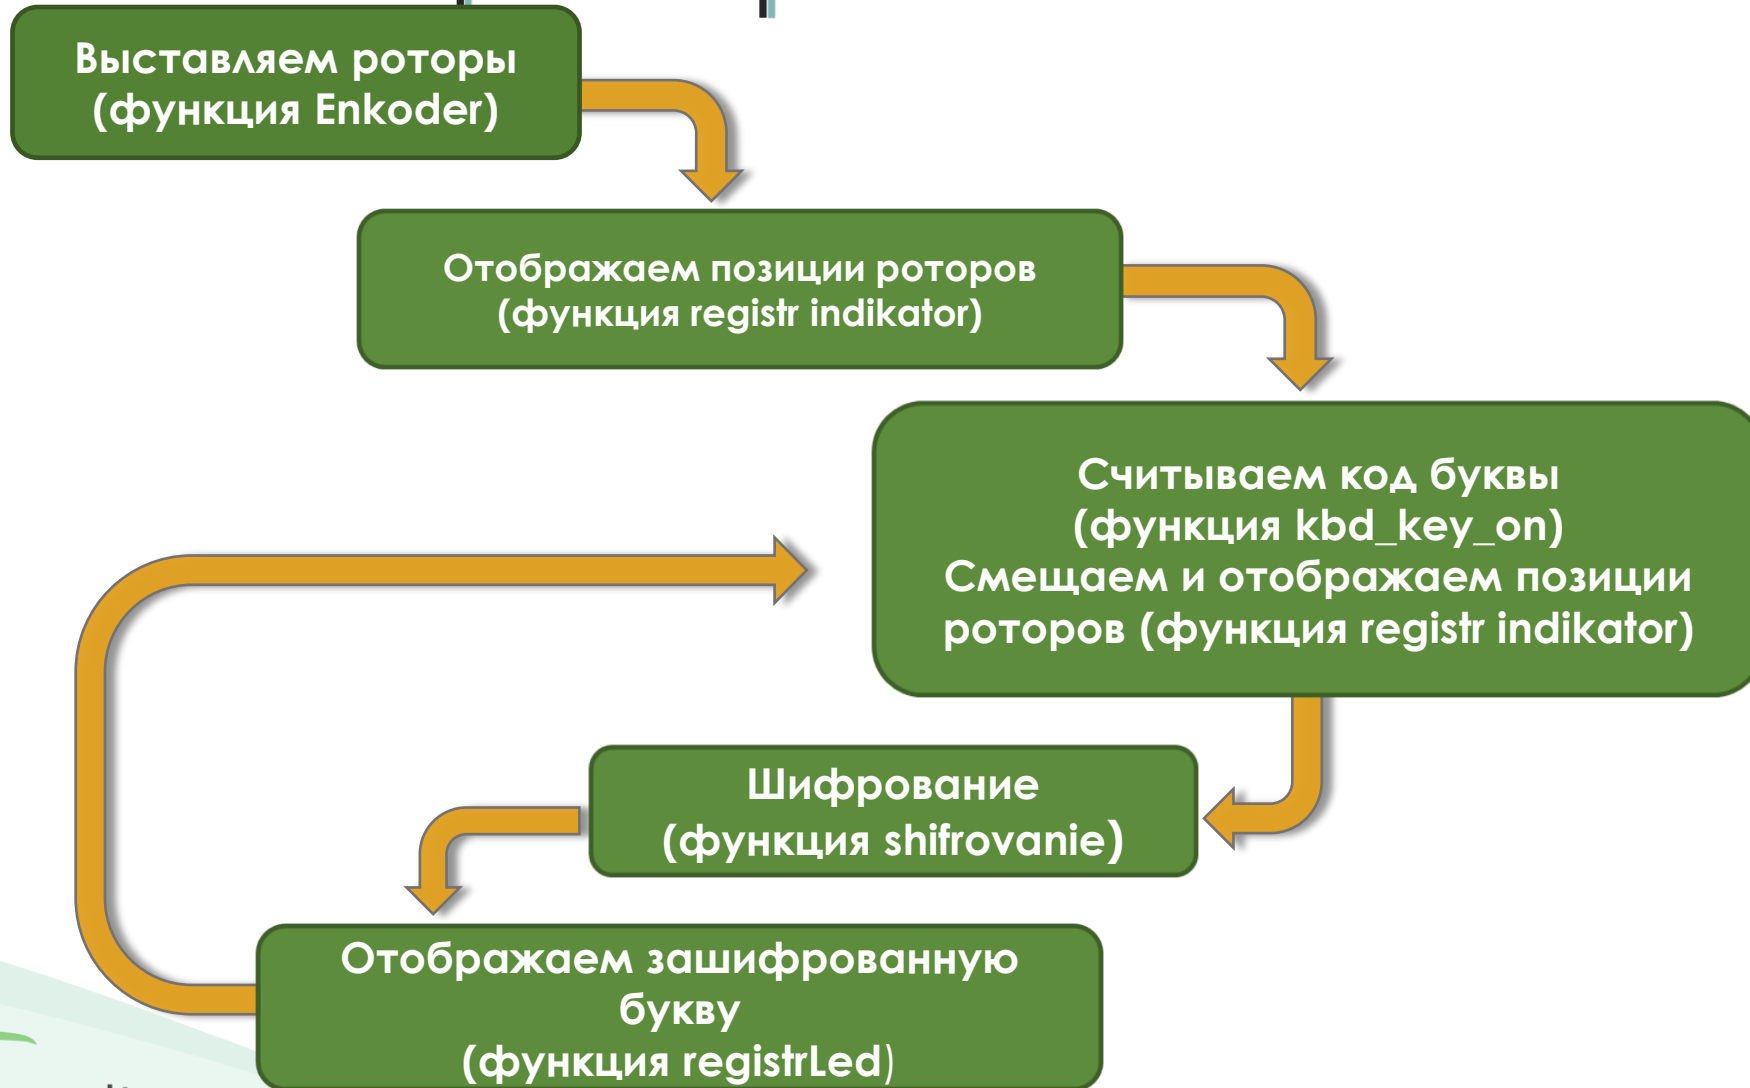 Выставляем роторы
(функция Enkoder)
Отображаем позиции роторов
(функция registr indikator)
Считываем код буквы
(функция kbd_key_on)
Смещаем и отображаем позиции
роторов (функция registr indikator)
Шифрование
(функция shifrovanie)
Отображаем зашифрованную
букву
(функция registrLed)